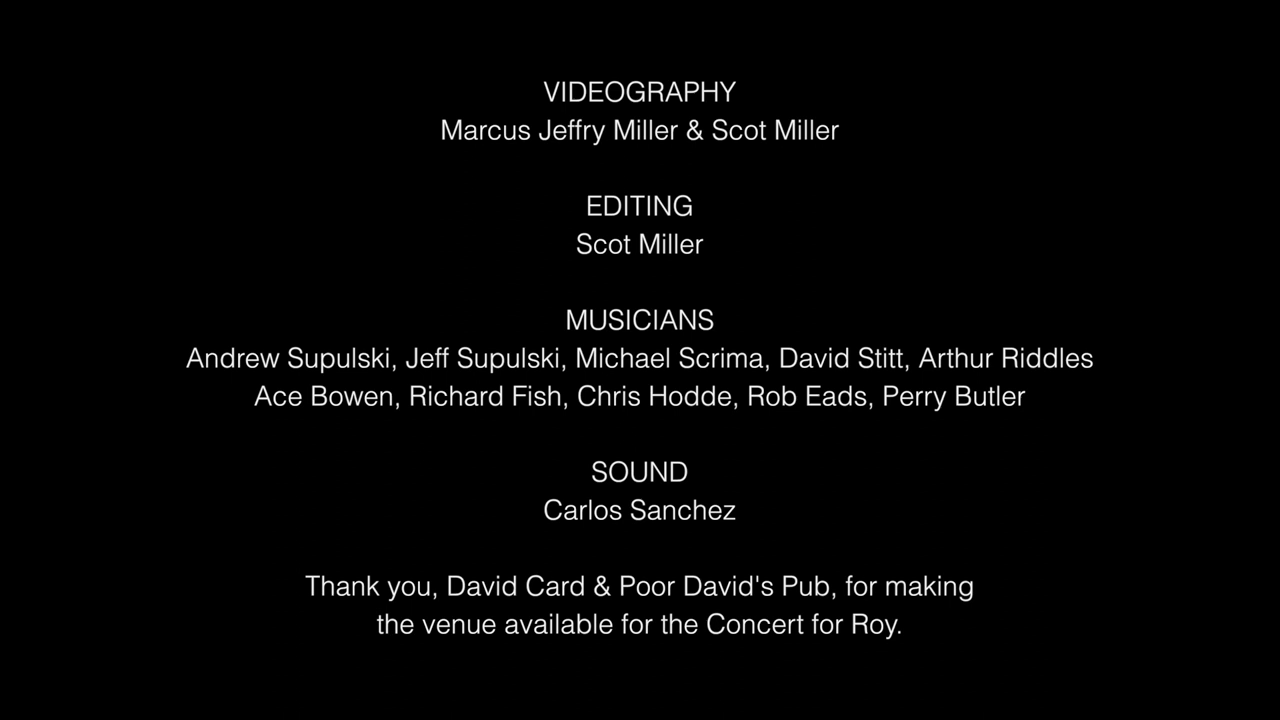 VIDEOGRAPHY
Marcus Jeffry Miller & Scot Miller
EDITING
Scot Miller
MUSICIANS
Andrew Supulski, Jeff Supulski, Michael Scrima, David Stitt, Arthur Riddles
Ace Bowen, Richard Fish, Chris Hodde, Rob Eads, Perry Butler
SOUND
Carlos Sanchez
Thank you, David Card & Poor David's Pub, for making
the venue available for the Concert for Roy.